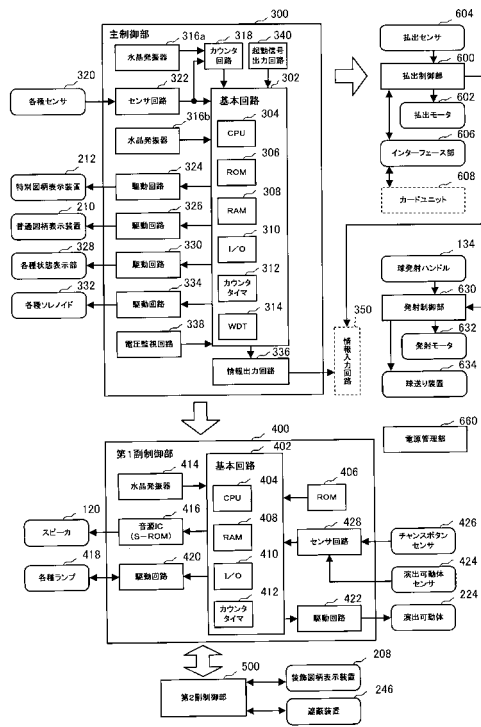 300
主制御部
316a
318
340
604
水晶発振器
カウンタ
回路
起動信号
出力回路
払出センサ
320
322
302
600
各種センサ
センサ回路
基本回路
払出制御部
316b
304
602
水晶発振器
CPU
払出モータ
212
324
306
606
特別図柄表示装置
駆動回路
ROM
インターフェース部
210
326
308
608
普通図柄表示装置
駆動回路
RAM
カードユニット
328
330
310
各種状態表示部
駆動回路
I/O
134
332
334
312
球発射ハンドル
各種ソレノイド
駆動回路
カウンタ
タイマ
350
630
発射制御部
338
314
632
電圧監視回路
WDT
情報入力回路
発射モータ
336
634
情報出力回路
球送り装置
400
660
第1副制御部
402
電源管理部
414
基本回路
406
水晶発振器
404
ROM
CPU
120
416
408
428
426
スピーカ
音源IC
(S-ROM)
RAM
センサ回路
チャンスボタン
センサ
418
420
410
424
各種ランプ
駆動回路
I/O
演出可動体
センサ
412
422
224
カウンタ
タイマ
駆動回路
演出可動体
208
500
装飾図柄表示装置
246
第2副制御部
遮蔽装置